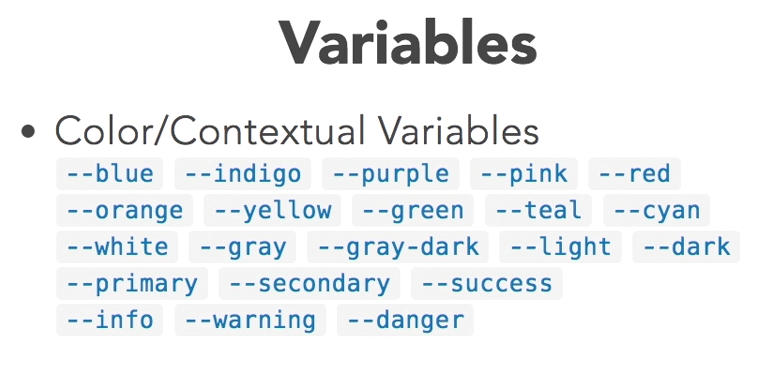 Variables
• Color/Contextual Variables
--blue --indigo --purple --pink --red
--orange --yellow --green --teal --cyan
--white --gray --gray-dark --light --dark
--primary --secondary --success
--info --warning --danger